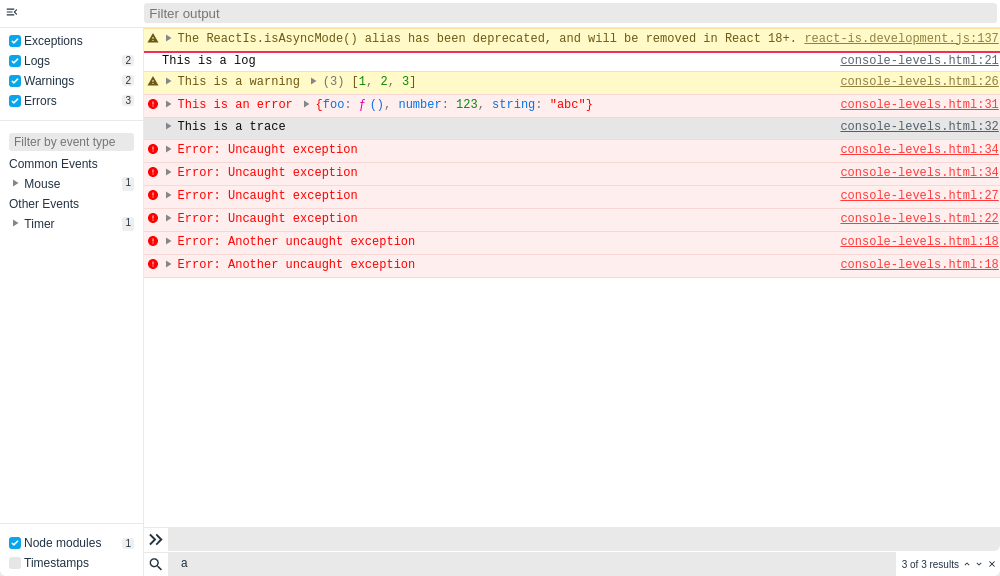 Filter output
Exceptions
Logs 2
Warnings 2
Errors 3
Filter by event type
Common Events
Mouse 1
Other Events
Timer 1
Node modules 1
Timestamps
The ReactIs.isAsyncMode() alias has been deprecated, and will be removed in React 18+. react-is.development.js:137
This is a log console-levels.html:21
This is a warning (3) [1, 2, 3] console-levels.html:26
This is an error {foo: ƒ (), number: 123, string: "abc"} console-levels.html:31
This is a trace console-levels.html:32
Error: Uncaught exception console-levels.html:34
Error: Uncaught exception console-levels.html:34
Error: Uncaught exception console-levels.html:27
Error: Uncaught exception console-levels.html:22
Error: Another uncaught exception console-levels.html:18
Error: Another uncaught exception console-levels.html:18
a 3 of 3 results